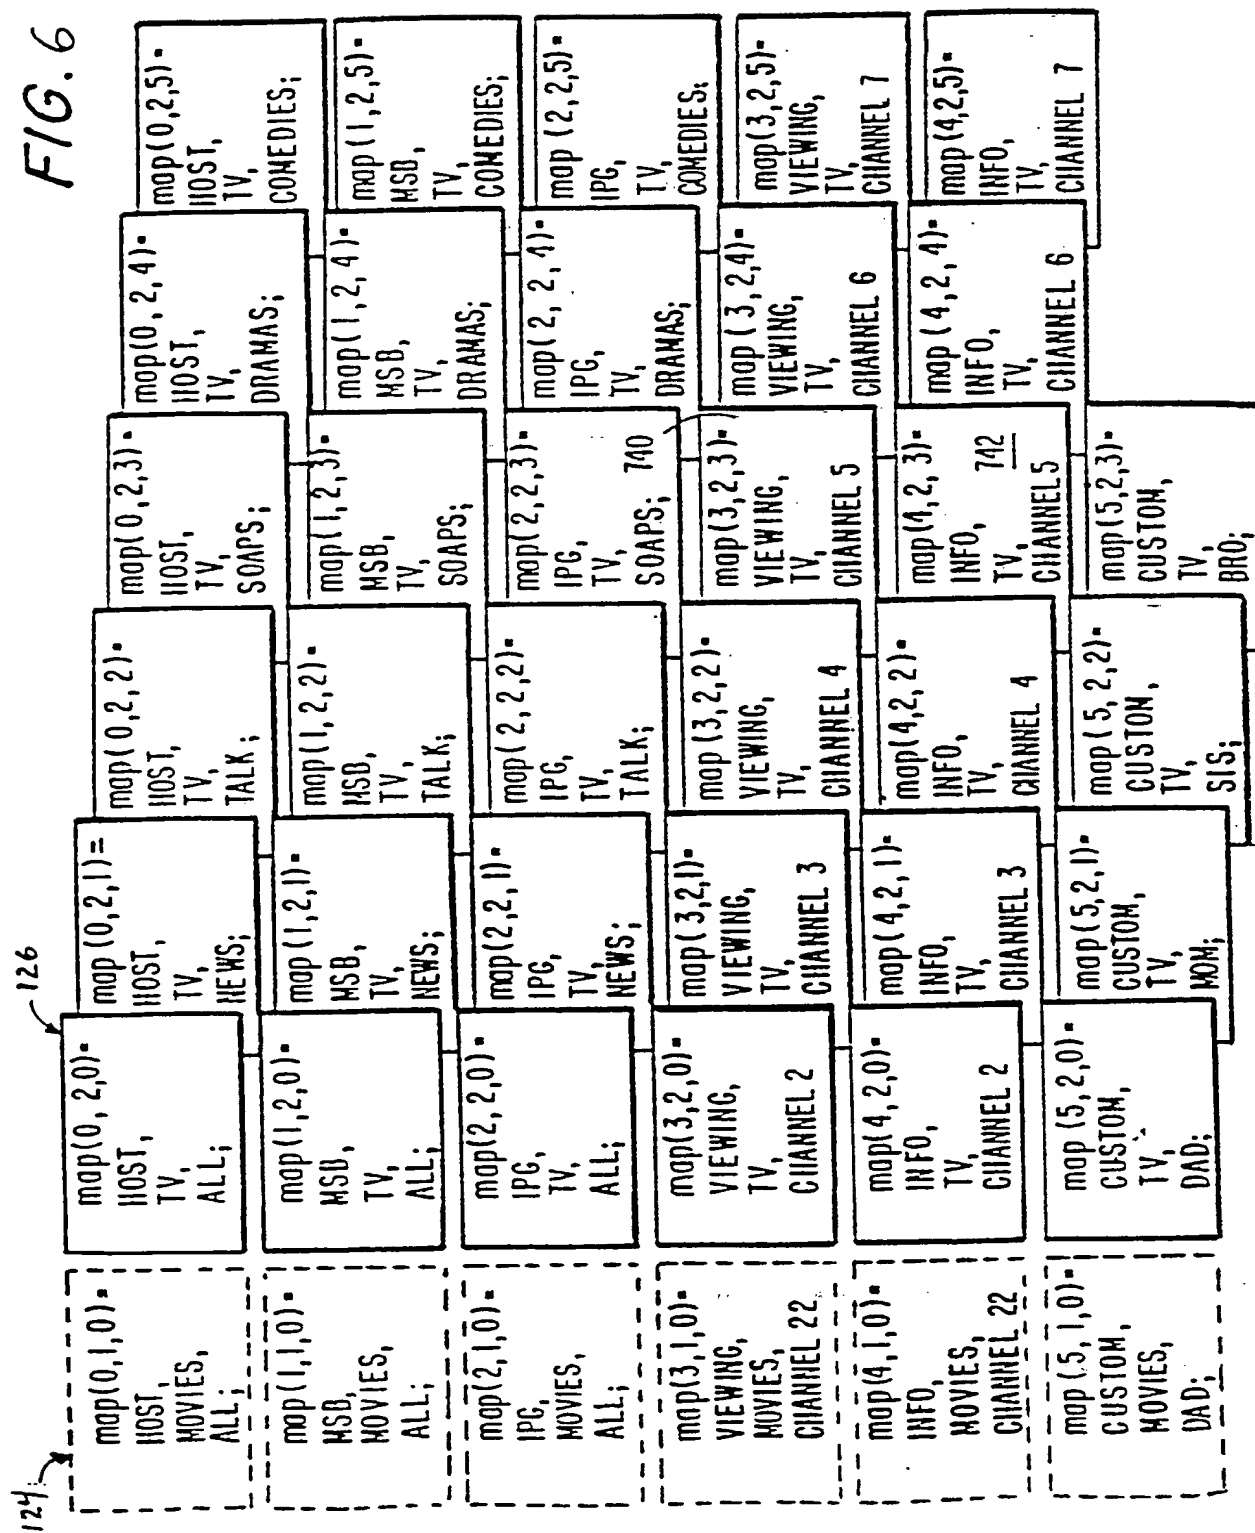 FIG. 6
124
126
map(0,1,0)=
HOST,
MOVIES,
ALL;
map(0,2,0)=
HOST,
TV,
ALL;
map(0,2,1)=
HOST,
TV,
NEWS;
map(0,2,2)=
HOST,
TV,
TALK;
map(0,2,3)=
HOST,
TV,
SOAPS;
map(0,2,4)=
HOST,
TV,
DRAMAS;
map(0,2,5)=
HOST,
TV,
COMEDIES;
map(1,1,0)=
MSB,
MOVIES,
ALL;
map(1,2,0)=
MSB,
TV,
ALL;
map(1,2,1)=
MSB,
TV,
NEWS;
map(1,2,2)=
MSB,
TV,
TALK;
map(1,2,3)=
MSB,
TV,
SOAPS;
map(1,2,4)=
MSB,
TV,
DRAMAS;
map(1,2,5)=
MSB,
TV,
COMEDIES;
map(2,1,0)=
IPG,
MOVIES,
ALL;
map(2,2,0)=
IPG,
TV,
ALL;
map(2,2,1)=
IPG,
TV,
NEWS;
map(2,2,2)=
IPG,
TV,
TALK;
map(2,2,3)=
IPG,
TV,
SOAPS;
740
map(2,2,4)=
IPG,
TV,
DRAMAS;
map(2,2,5)=
IPG,
TV,
COMEDIES;
map(3,1,0)=
VIEWING,
MOVIES,
CHANNEL 22
map(3,2,0)=
VIEWING,
TV,
CHANNEL 2
map(3,2,1)=
VIEWING,
TV,
CHANNEL 3
map(3,2,2)=
VIEWING,
TV,
CHANNEL 4
map(3,2,3)=
VIEWING,
TV,
CHANNEL 5
map(3,2,4)=
VIEWING,
TV,
CHANNEL 6
map(3,2,5)=
VIEWING,
TV,
CHANNEL 7
map(4,1,0)=
INFO,
MOVIES,
CHANNEL 22
map(4,2,0)=
INFO,
TV,
CHANNEL 2
map(4,2,1)=
INFO,
TV,
CHANNEL 3
map(4,2,2)=
INFO,
TV,
CHANNEL 4
map(4,2,3)=
INFO,
TV, 742
CHANNEL5
map(4,2,4)=
INFO,
TV,
CHANNEL 6
map(4,2,5)=
INFO,
TV,
CHANNEL 7
map(5,1,0)=
CUSTOM,
MOVIES,
DAD;
map(5,2,0)=
CUSTOM,
TV,
DAD;
map(5,2,1)=
CUSTOM,
TV,
MOM;
map(5,2,2)=
CUSTON,
TV,
SIS;
map(5,2,3)=
CUSTOM,
TV,
BRO;